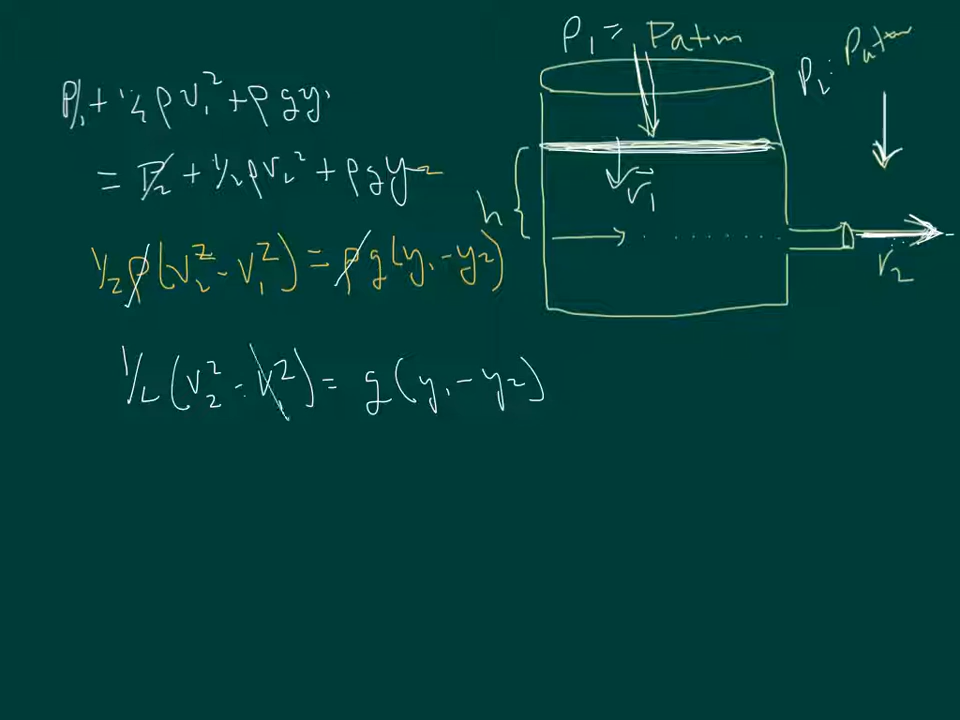 P₁ + ½ρv₁² + ρgy₁
= P₂ + ½ρv₂² + ρgy₂
½ρ(v₂² - v₁²) = ρg(y₁ - y₂)
½(v₂² - v₁²) = g(y₁ - y₂)
P₁ = Patm
P₂: Patm
h
v⃗₁
v₂